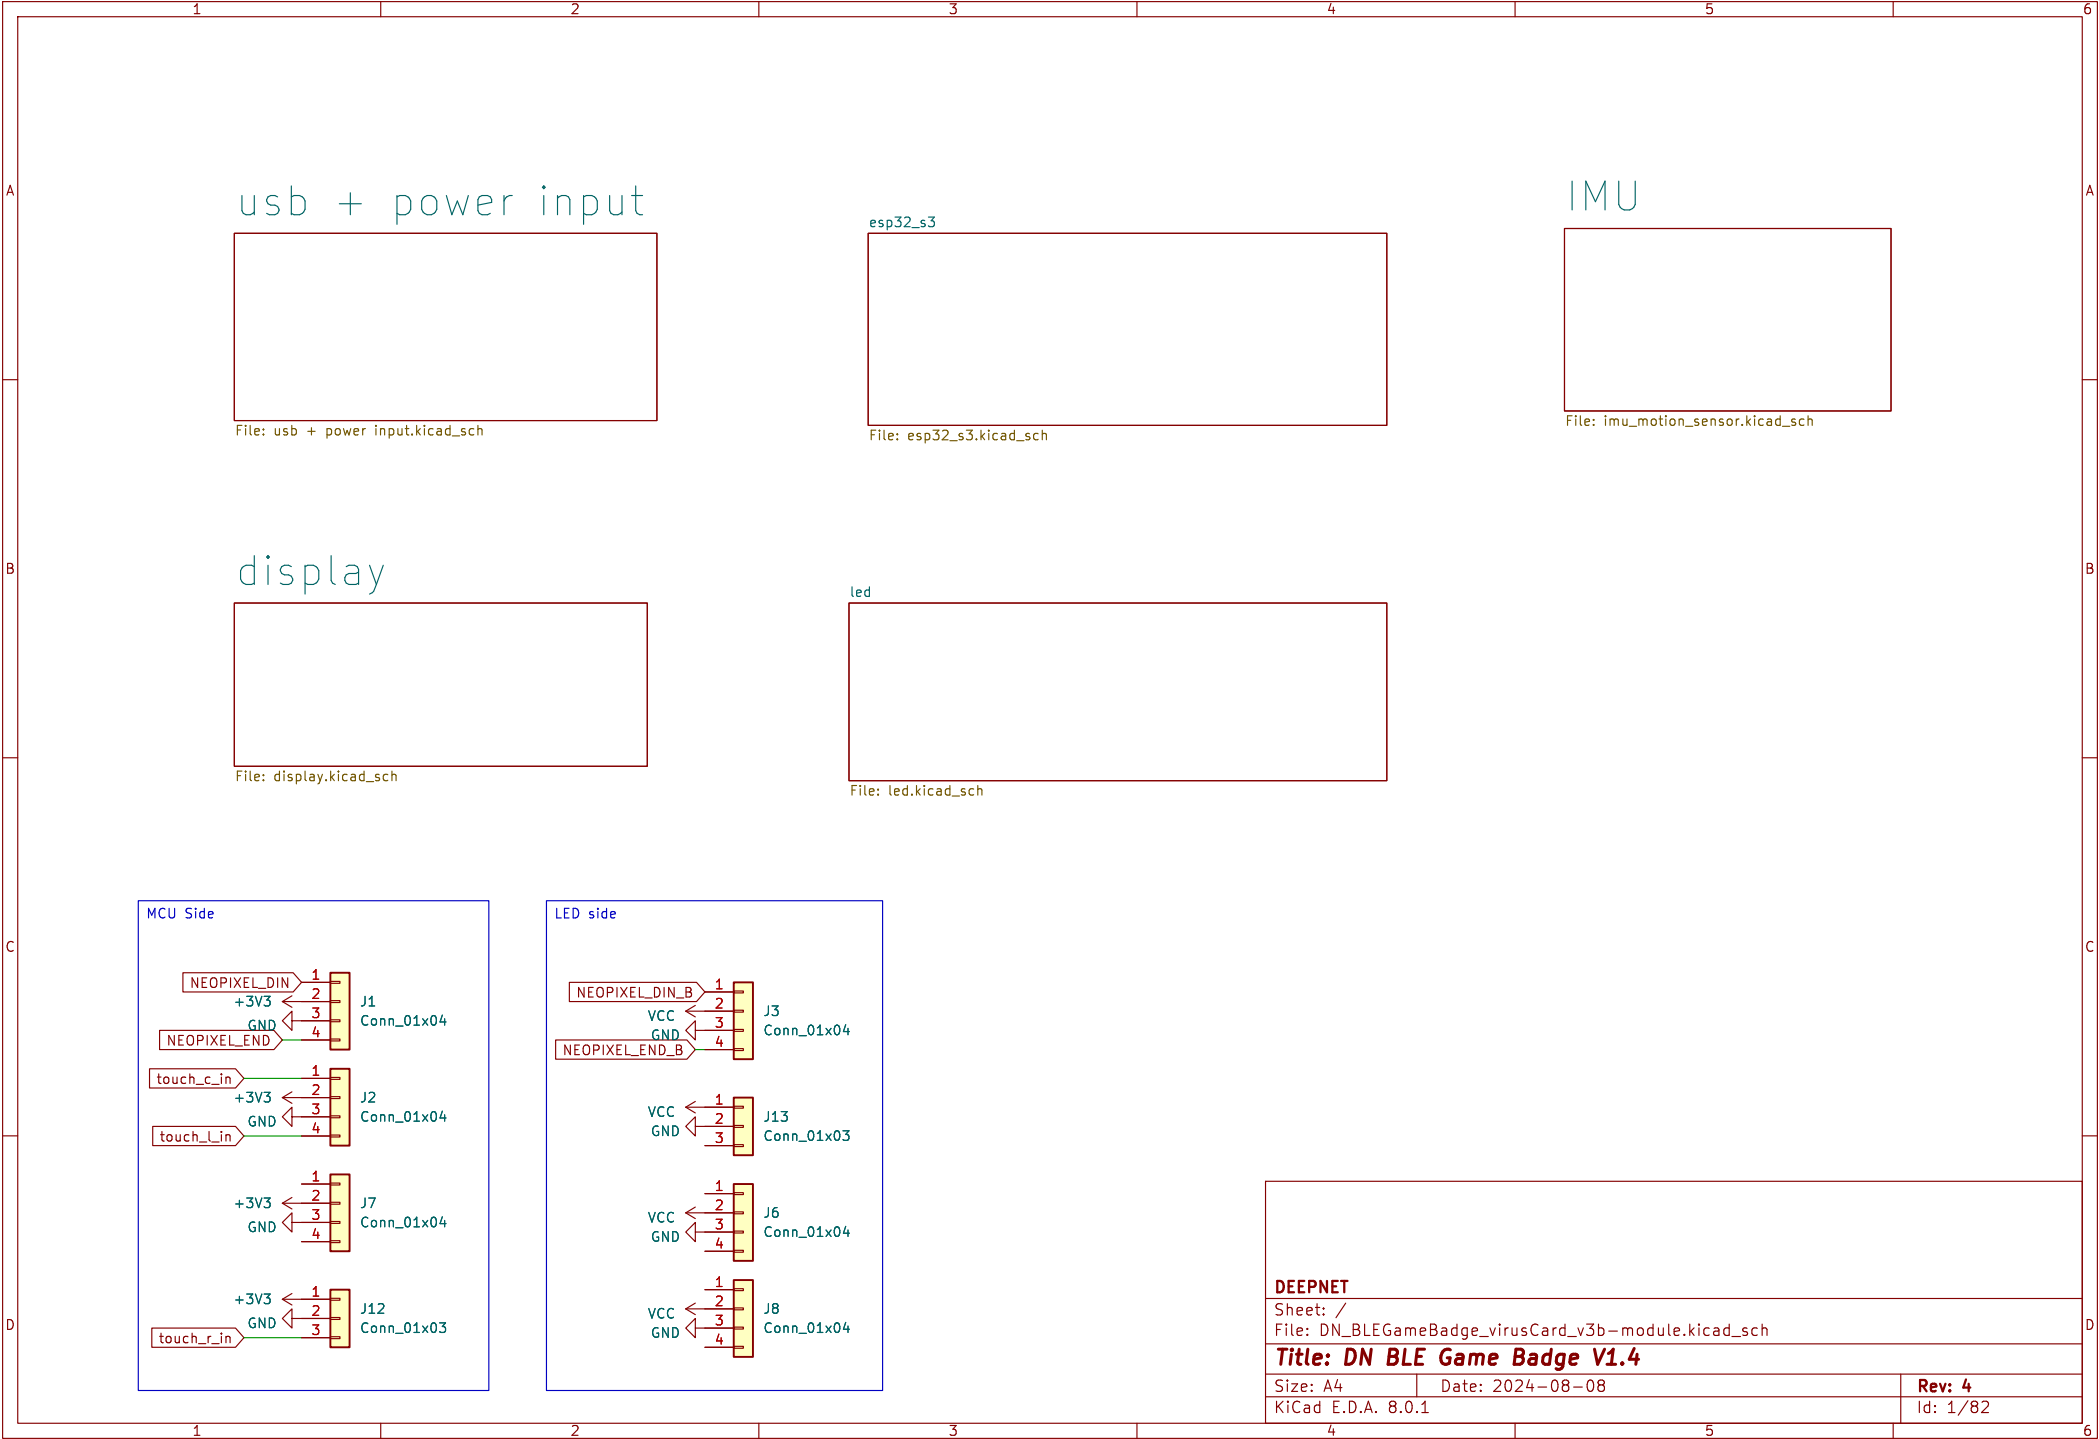 1 2 3 4 5 6
A A
usb + power input
esp32_s3
IMU
File: usb + power input.kicad_sch
File: esp32_s3.kicad_sch
File: imu_motion_sensor.kicad_sch
B B
display
led
File: display.kicad_sch
File: led.kicad_sch
C C
MCU Side
NEOPIXEL_DIN 1
+3V3 2 J1
GND 3 Conn_01x04
NEOPIXEL_END 4
touch_c_in 1
+3V3 2 J2
GND 3 Conn_01x04
touch_l_in 4
1
+3V3 2 J7
GND 3 Conn_01x04
4
+3V3 1 J12
GND 2 Conn_01x03
touch_r_in 3
LED side
NEOPIXEL_DIN_B 1
VCC 2 J3
GND 3 Conn_01x04
NEOPIXEL_END_B 4
VCC 1 J13
GND 2 Conn_01x03
3
1
VCC 2 J6
GND 3 Conn_01x04
4
1
VCC 2 J8
GND 3 Conn_01x04
4
D D
DEEPNET
Sheet: /
File: DN_BLEGameBadge_virusCard_v3b-module.kicad_sch
Title: DN BLE Game Badge V1.4
Size: A4 Date: 2024-08-08 Rev: 4
KiCad E.D.A. 8.0.1 Id: 1/82
1 2 3 4 5 6